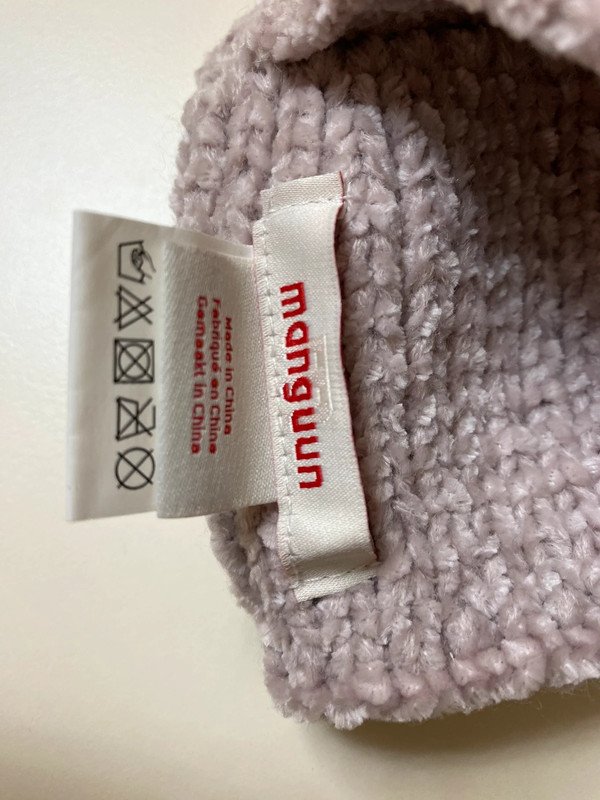 manguun
Made in China
Fabriqué en Chine
Gemaakt in China